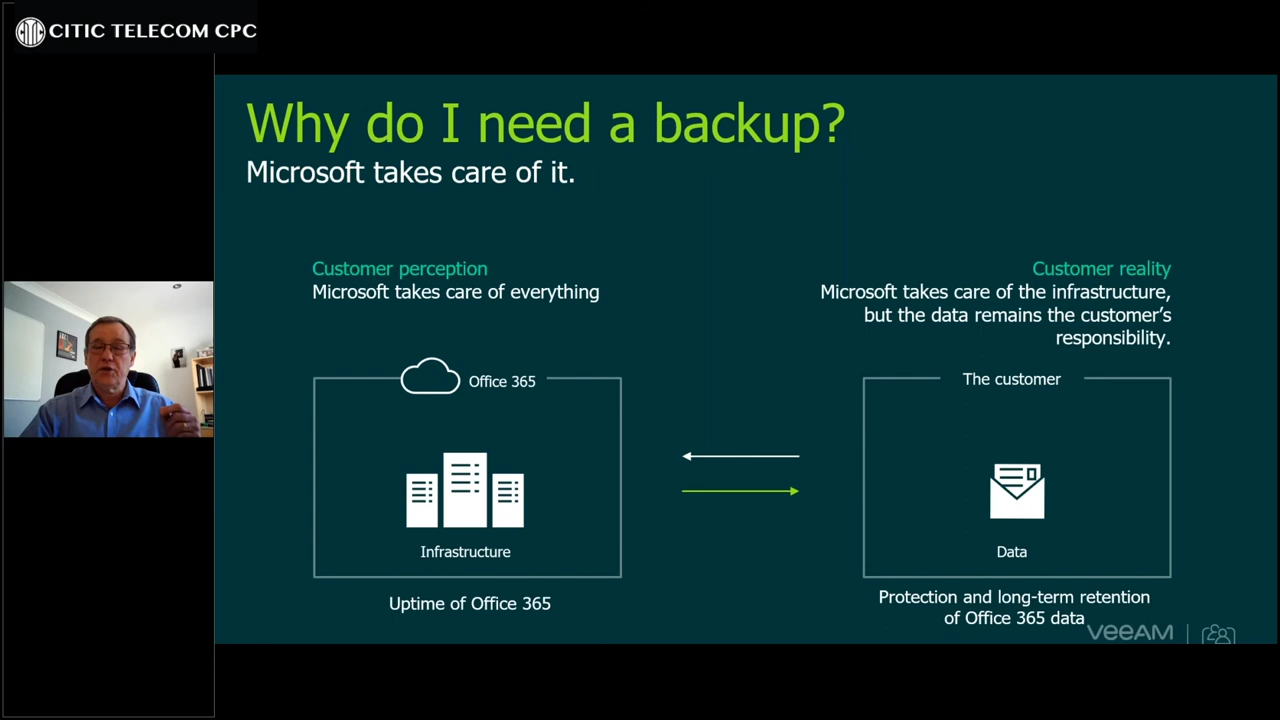 CITIC TELECOM CPC
Why do I need a backup?
Microsoft takes care of it.
Customer perception
Microsoft takes care of everything
Customer reality
Microsoft takes care of the infrastructure,
but the data remains the customer's
responsibility.
Office 365
Infrastructure
Uptime of Office 365
The customer
Data
Protection and long-term retention
of Office 365 data
veeAM